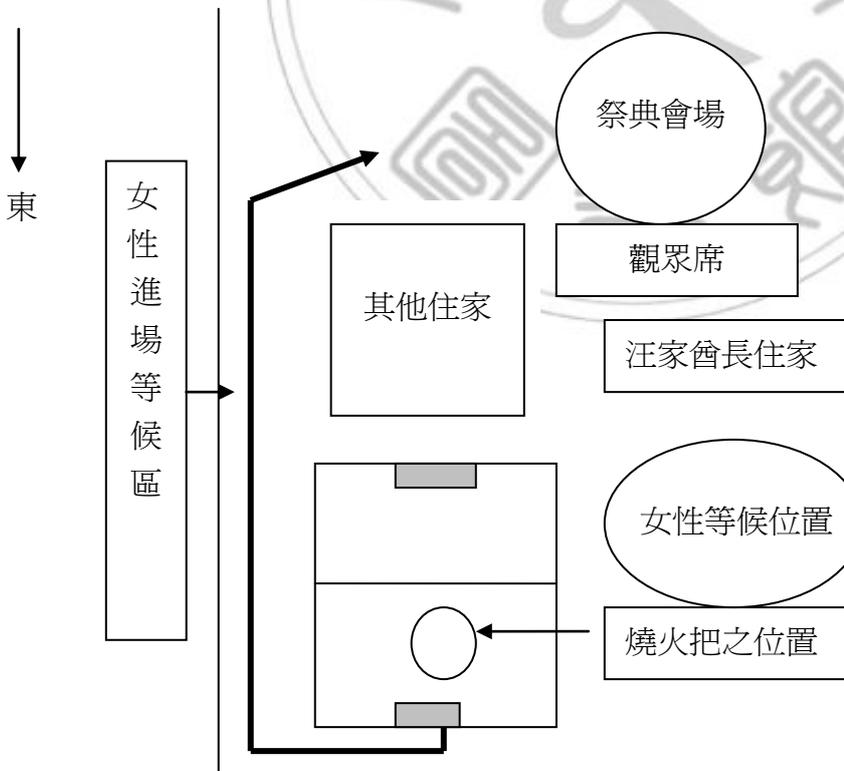 東
女性進場等候區
祭典會場
觀眾席
其他住家
汪家酋長住家
女性等候位置
燒火把之位置